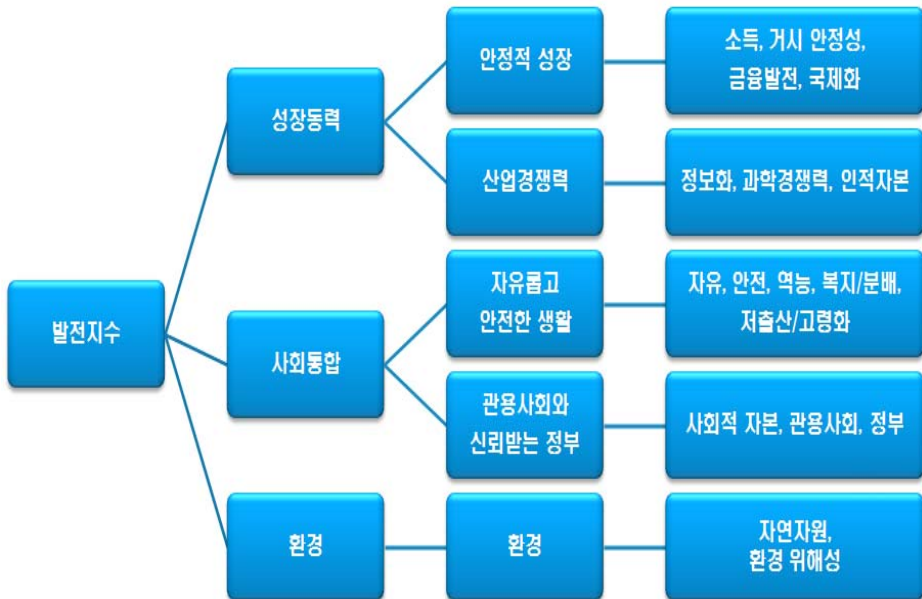 발전지수
성장동력
안정적 성장
소득, 거시 안정성,
금융발전, 국제화
산업경쟁력
정보화, 과학경쟁력, 인적자본
사회통합
자유롭고
안전한 생활
자유, 안전, 역능, 복지/분배,
저출산/고령화
관용사회와
신뢰받는 정부
사회적 자본, 관용사회, 정부
환경
환경
자연자원,
환경 위해성